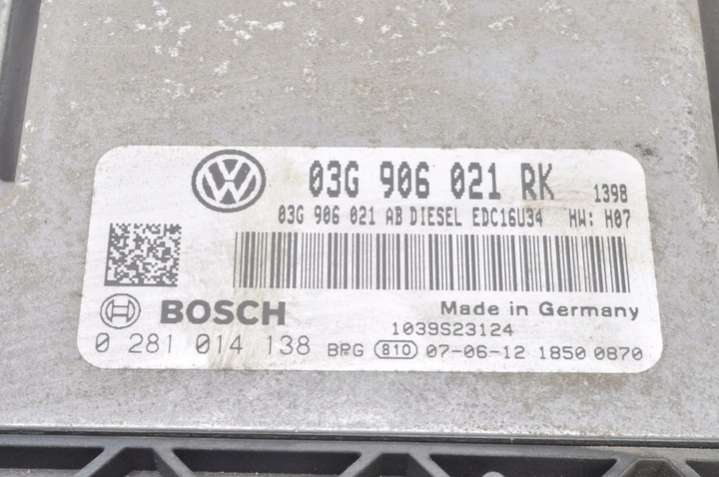 03G 906 021 RK 1398
03G 906 021 AB DIESEL EDC16U34 HW: H07
BOSCH Made in Germany
1039S23124
0 281 014 138 BRG 810 07-06-12 1850 0870